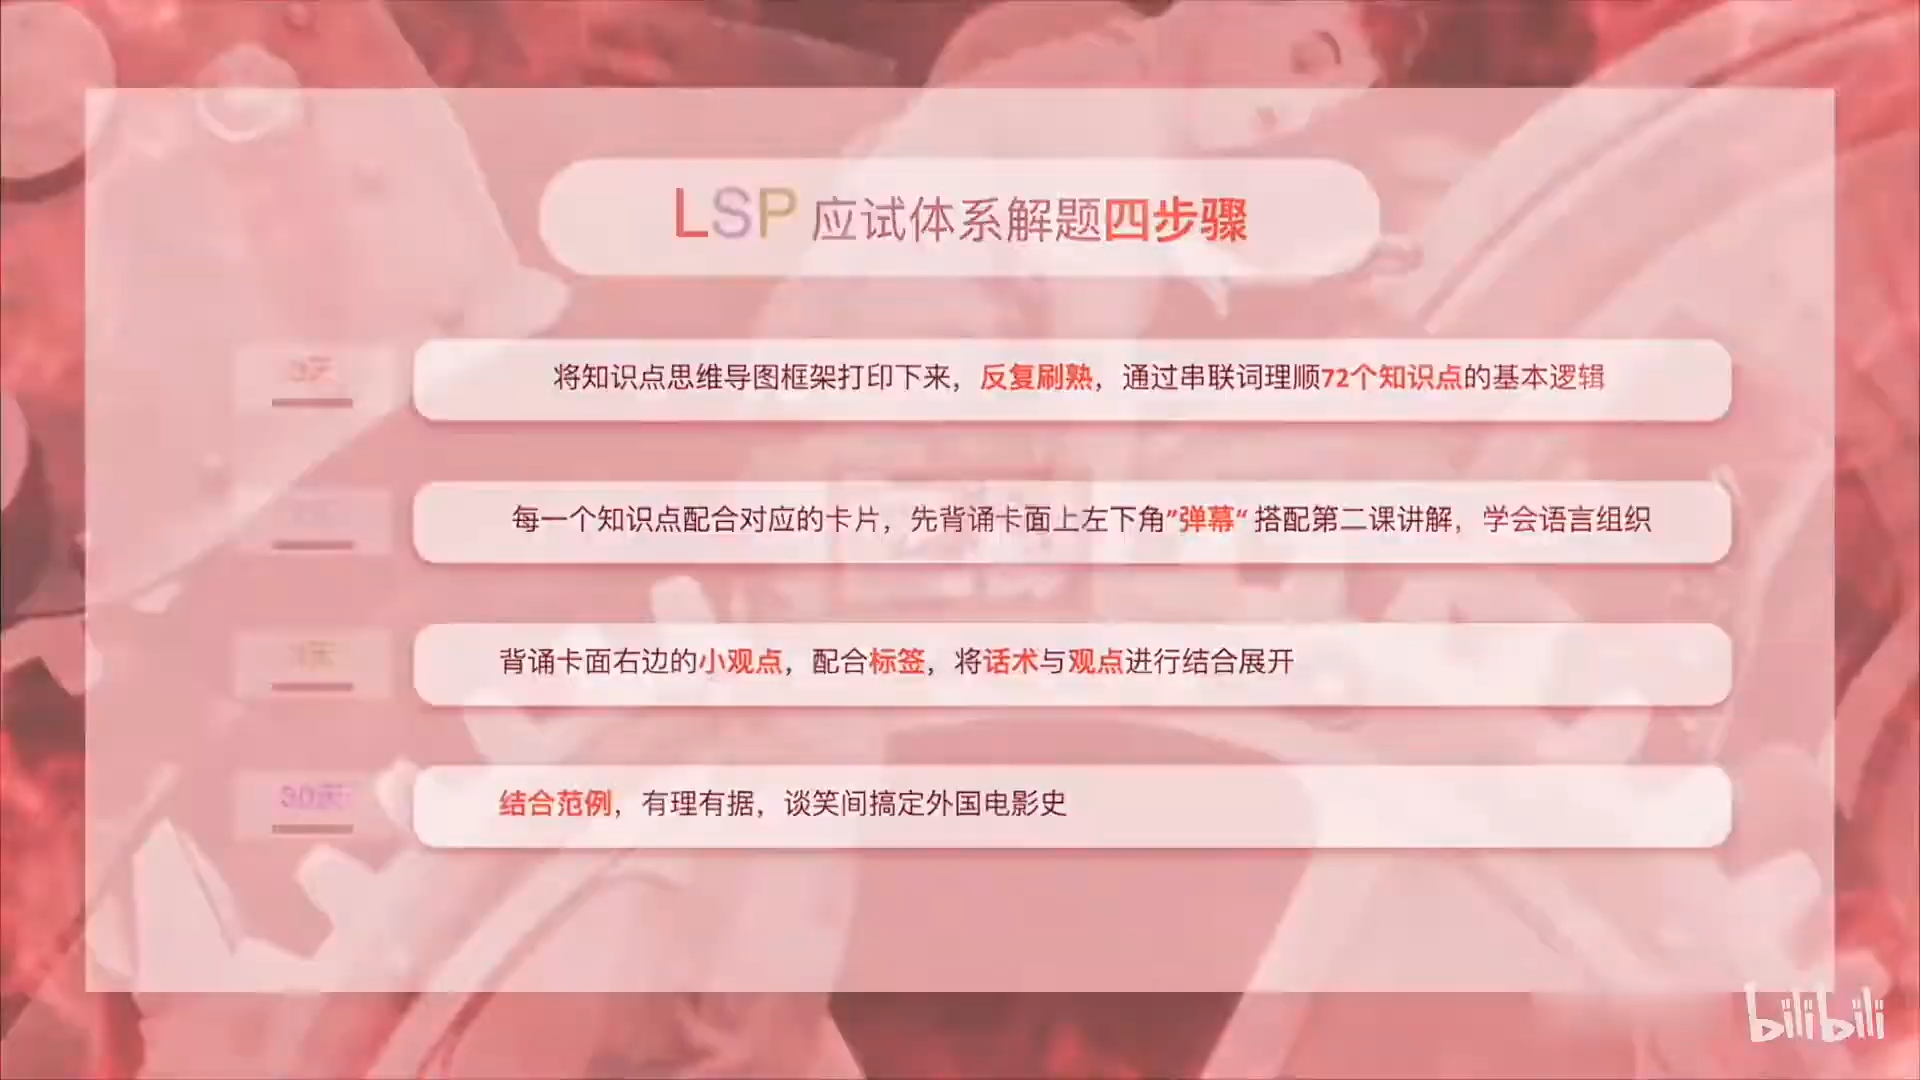 LSP 应试体系解题四步骤
将知识点思维导图框架打印下来，反复刷熟，通过串联词理顺72个知识点的基本逻辑
每一个知识点配合对应的卡片，先背诵卡面上左下角”弹幕“ 搭配第二课讲解，学会语言组织
背诵卡面右边的小观点，配合标签，将话术与观点进行结合展开
30天
结合范例，有理有据，谈笑间搞定外国电影史
bilibili